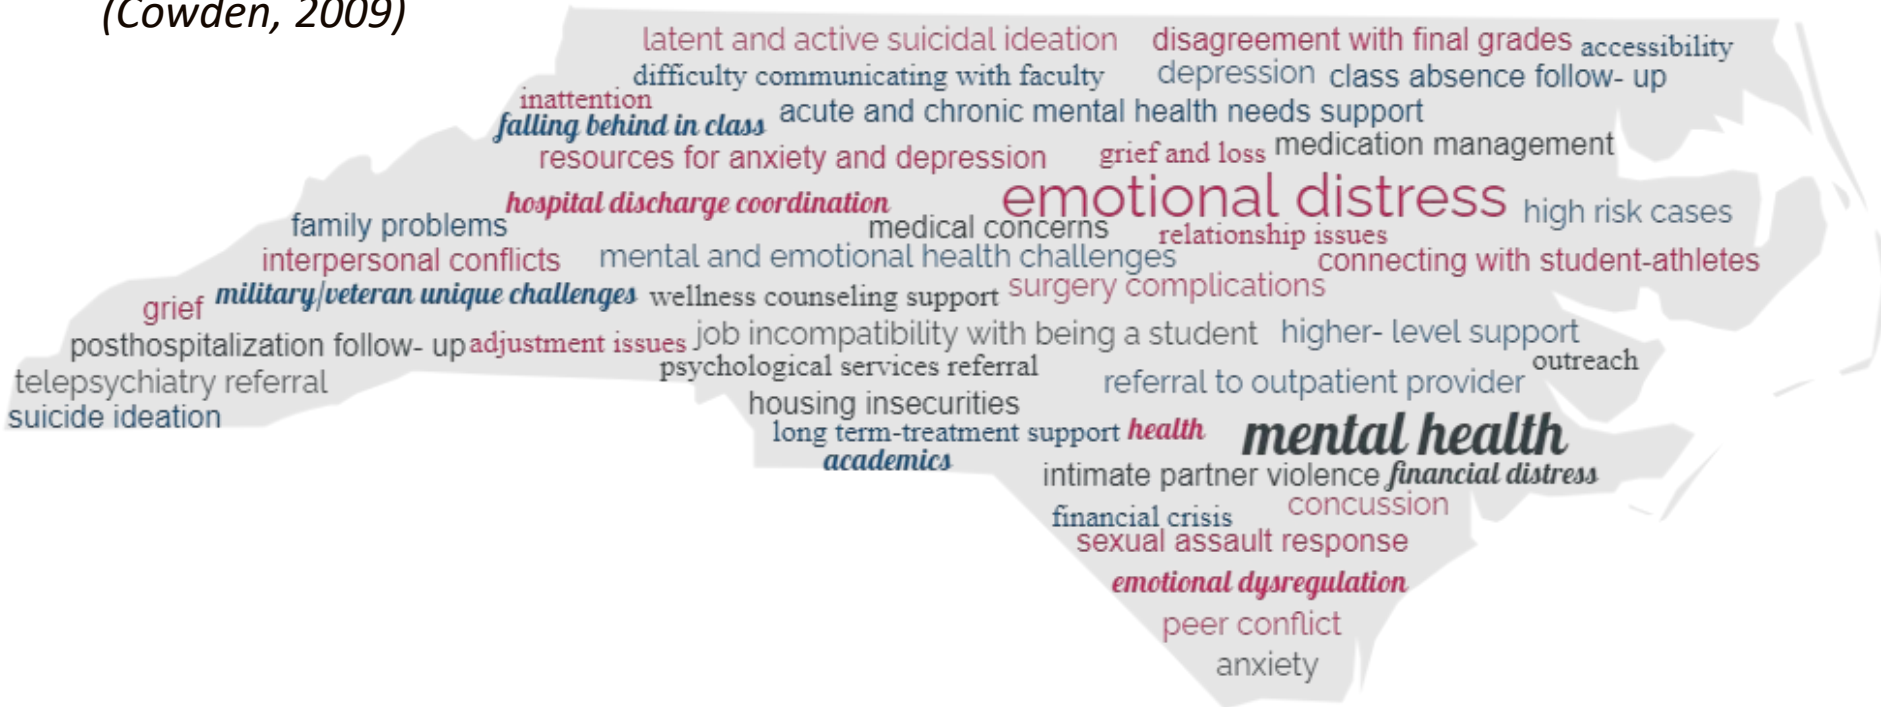 (Cowden, 2009)
latent and active suicidal ideation disagreement with final grades accessibility
difficulty communicating with faculty depression class absence follow- up
inattention
falling behind in class acute and chronic mental health needs support
resources for anxiety and depression grief and loss medication management
hospital discharge coordination emotional distress high risk cases
family problems medical concerns relationship issues
interpersonal conflicts mental and emotional health challenges connecting with student-athletes
grief military/veteran unique challenges wellness counseling support surgery complications
posthospitalization follow- up adjustment issues job incompatibility with being a student higher- level support
psychological services referral outreach
telepsychiatry referral referral to outpatient provider
suicide ideation housing insecurities
long term-treatment support health mental health
academics
intimate partner violence financial distress
financial crisis concussion
sexual assault response
emotional dysregulation
peer conflict
anxiety